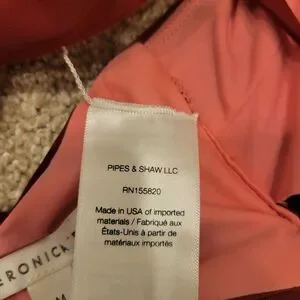 PIPES & SHAW LLC
RN155820
Made in USA of imported
materials / Fabriqué aux
États-Unis à partir de
matériaux importés
M